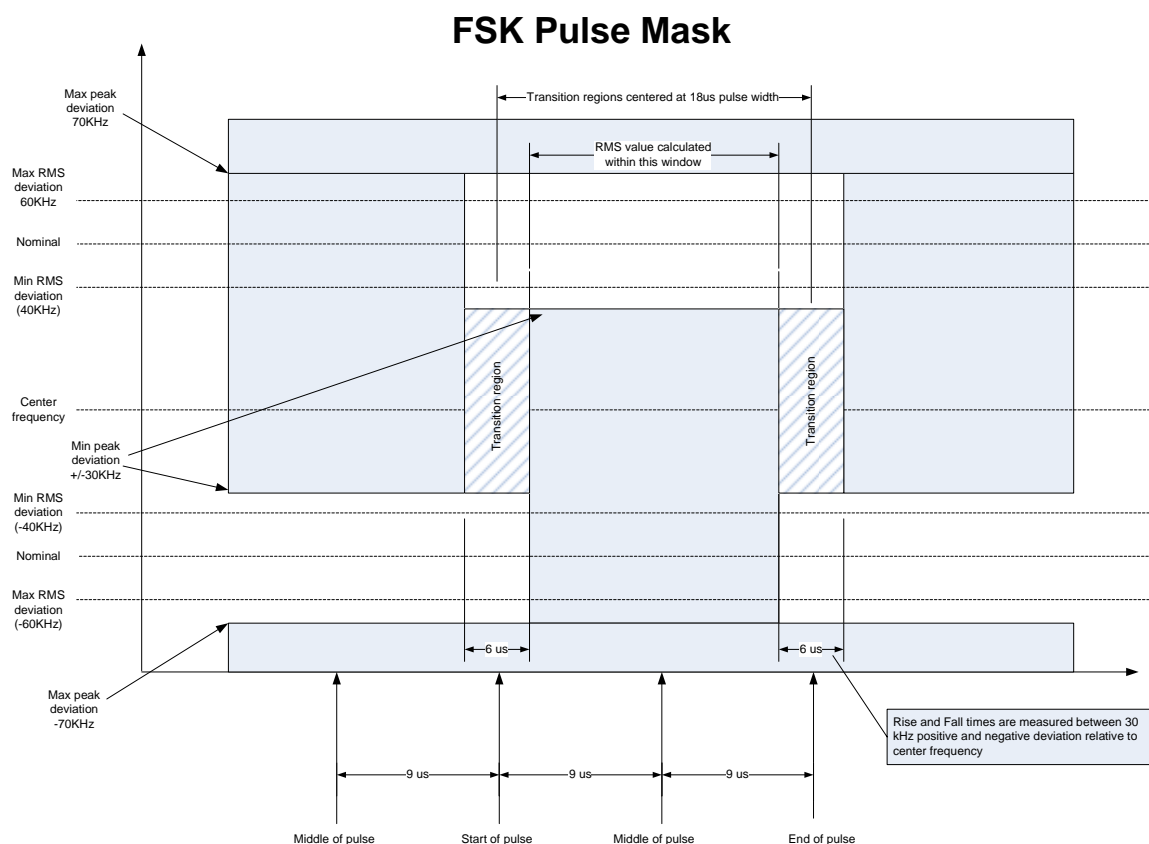 FSK Pulse Mask
Max peak
deviation
70KHz
Transition regions centered at 18us pulse width
RMS value calculated
within this window
Max RMS
deviation
60KHz
Nominal
Min RMS
deviation
(40KHz)
Transition region
Transition region
Center
frequency
Min peak
deviation
+/-30KHz
Min RMS
deviation
(-40KHz)
Nominal
Max RMS
deviation
(-60KHz)
6 us
6 us
Max peak
deviation
-70KHz
Rise and Fall times are measured between 30
kHz positive and negative deviation relative to
center frequency
9 us
9 us
9 us
Middle of pulse
Start of pulse
Middle of pulse
End of pulse